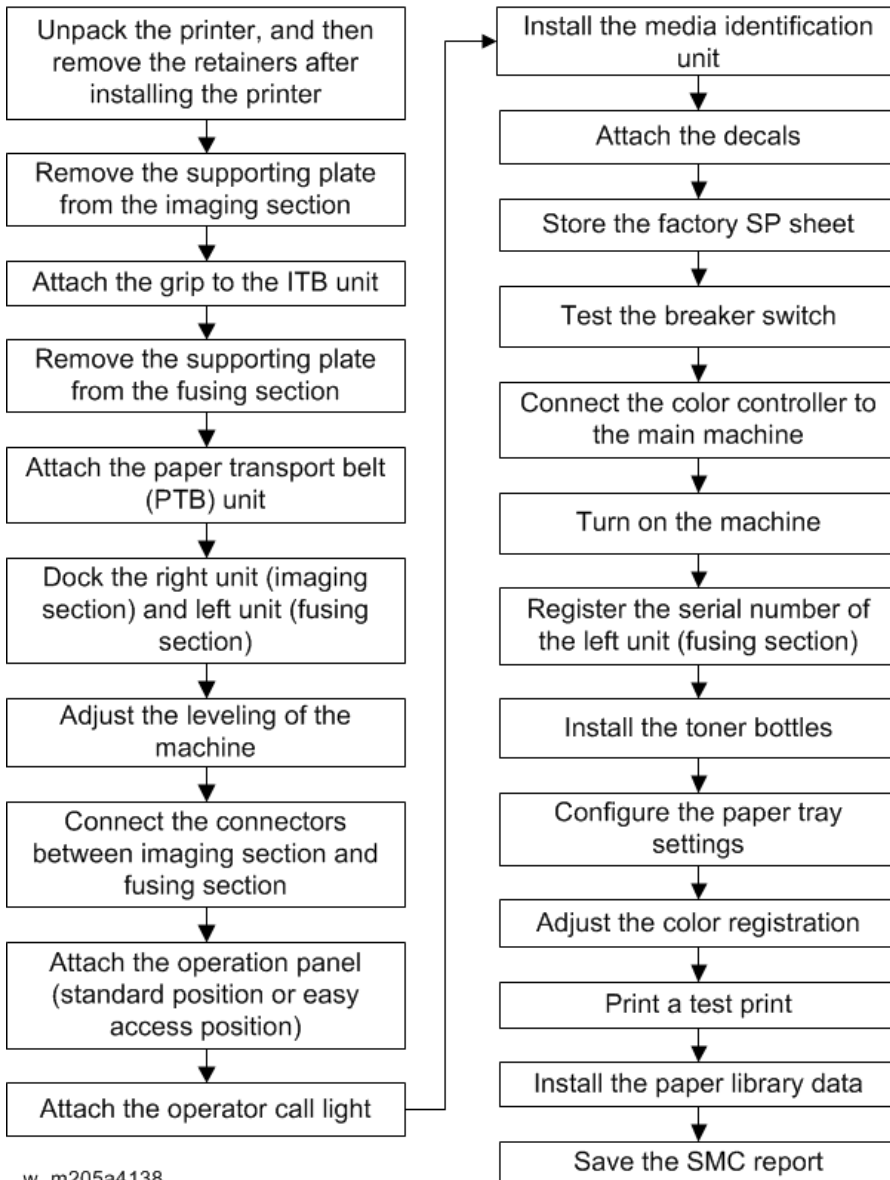 Unpack the printer, and then
remove the retainers after
installing the printer
Remove the supporting plate
from the imaging section
Attach the grip to the ITB unit
Remove the supporting plate
from the fusing section
Attach the paper transport belt
(PTB) unit
Dock the right unit (imaging
section) and left unit (fusing
section)
Adjust the leveling of the
machine
Connect the connectors
between imaging section and
fusing section
Attach the operation panel
(standard position or easy
access position)
Attach the operator call light
Install the media identification
unit
Attach the decals
Store the factory SP sheet
Test the breaker switch
Connect the color controller to
the main machine
Turn on the machine
Register the serial number of
the left unit (fusing section)
Install the toner bottles
Configure the paper tray
settings
Adjust the color registration
Print a test print
Install the paper library data
Save the SMC report
w_m205a4138